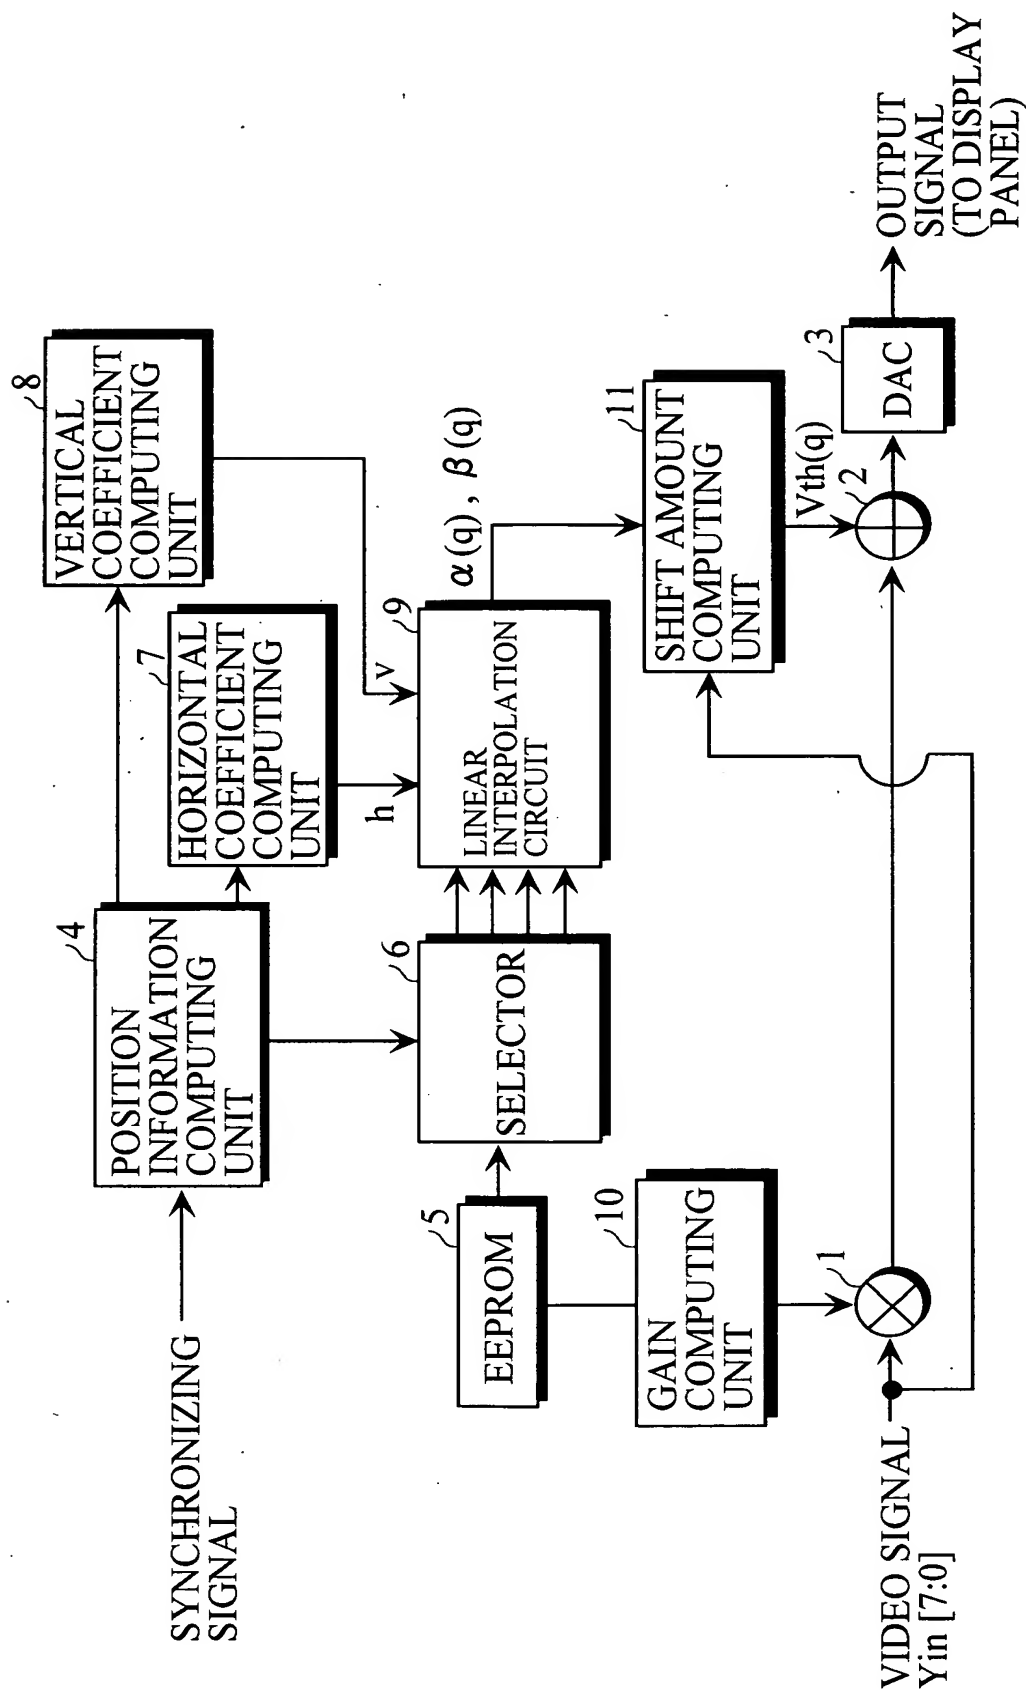 SYNCHRONIZING
SIGNAL
4
POSITION
INFORMATION
COMPUTING
UNIT
8
VERTICAL
COEFFICIENT
COMPUTING
UNIT
7
HORIZONTAL
COEFFICIENT
COMPUTING
UNIT
h
v
5
EEPROM
6
SELECTOR
9
LINEAR
INTERPOLATION
CIRCUIT
α(q) , β(q)
10
GAIN
COMPUTING
UNIT
11
SHIFT AMOUNT
COMPUTING
UNIT
Vth(q)
VIDEO SIGNAL
Yin [7:0]
1
2
3
DAC
OUTPUT
SIGNAL
(TO DISPLAY
PANEL)